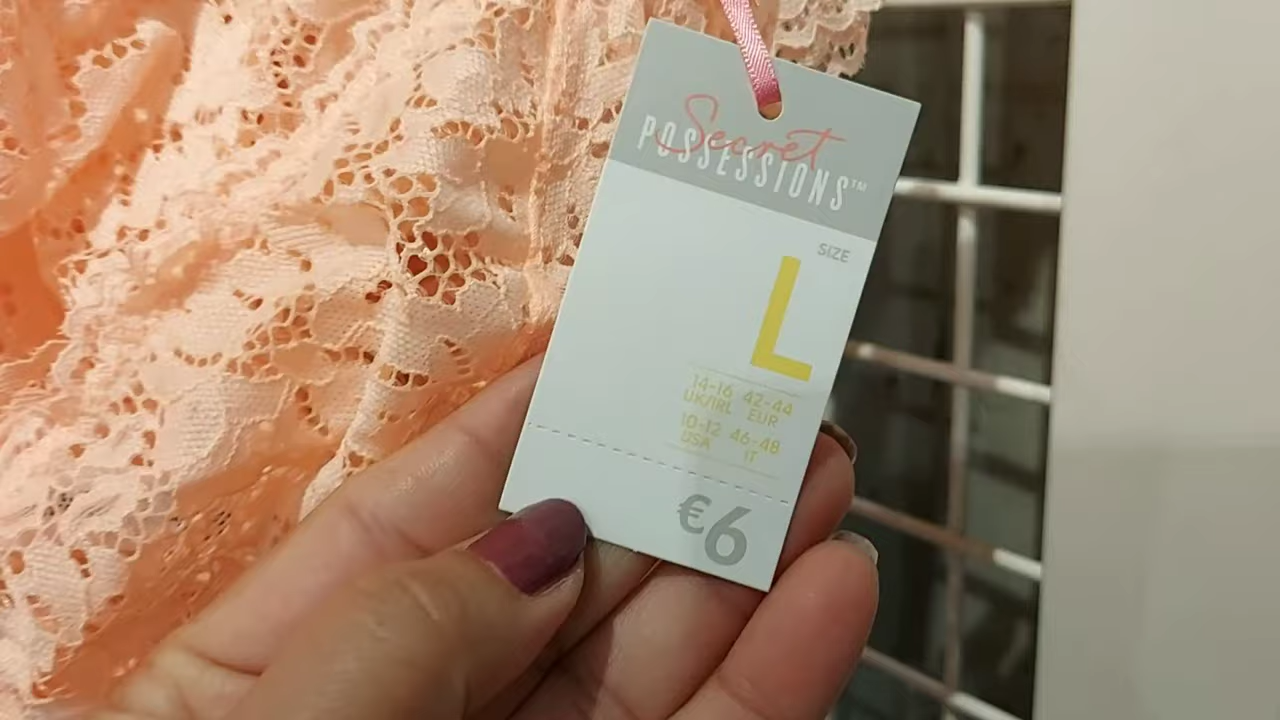 Secret
POSSESSIONS™
SIZE
L
14-16 42-44
UK/IRL EUR
10-12 46-48
USA IT
€6